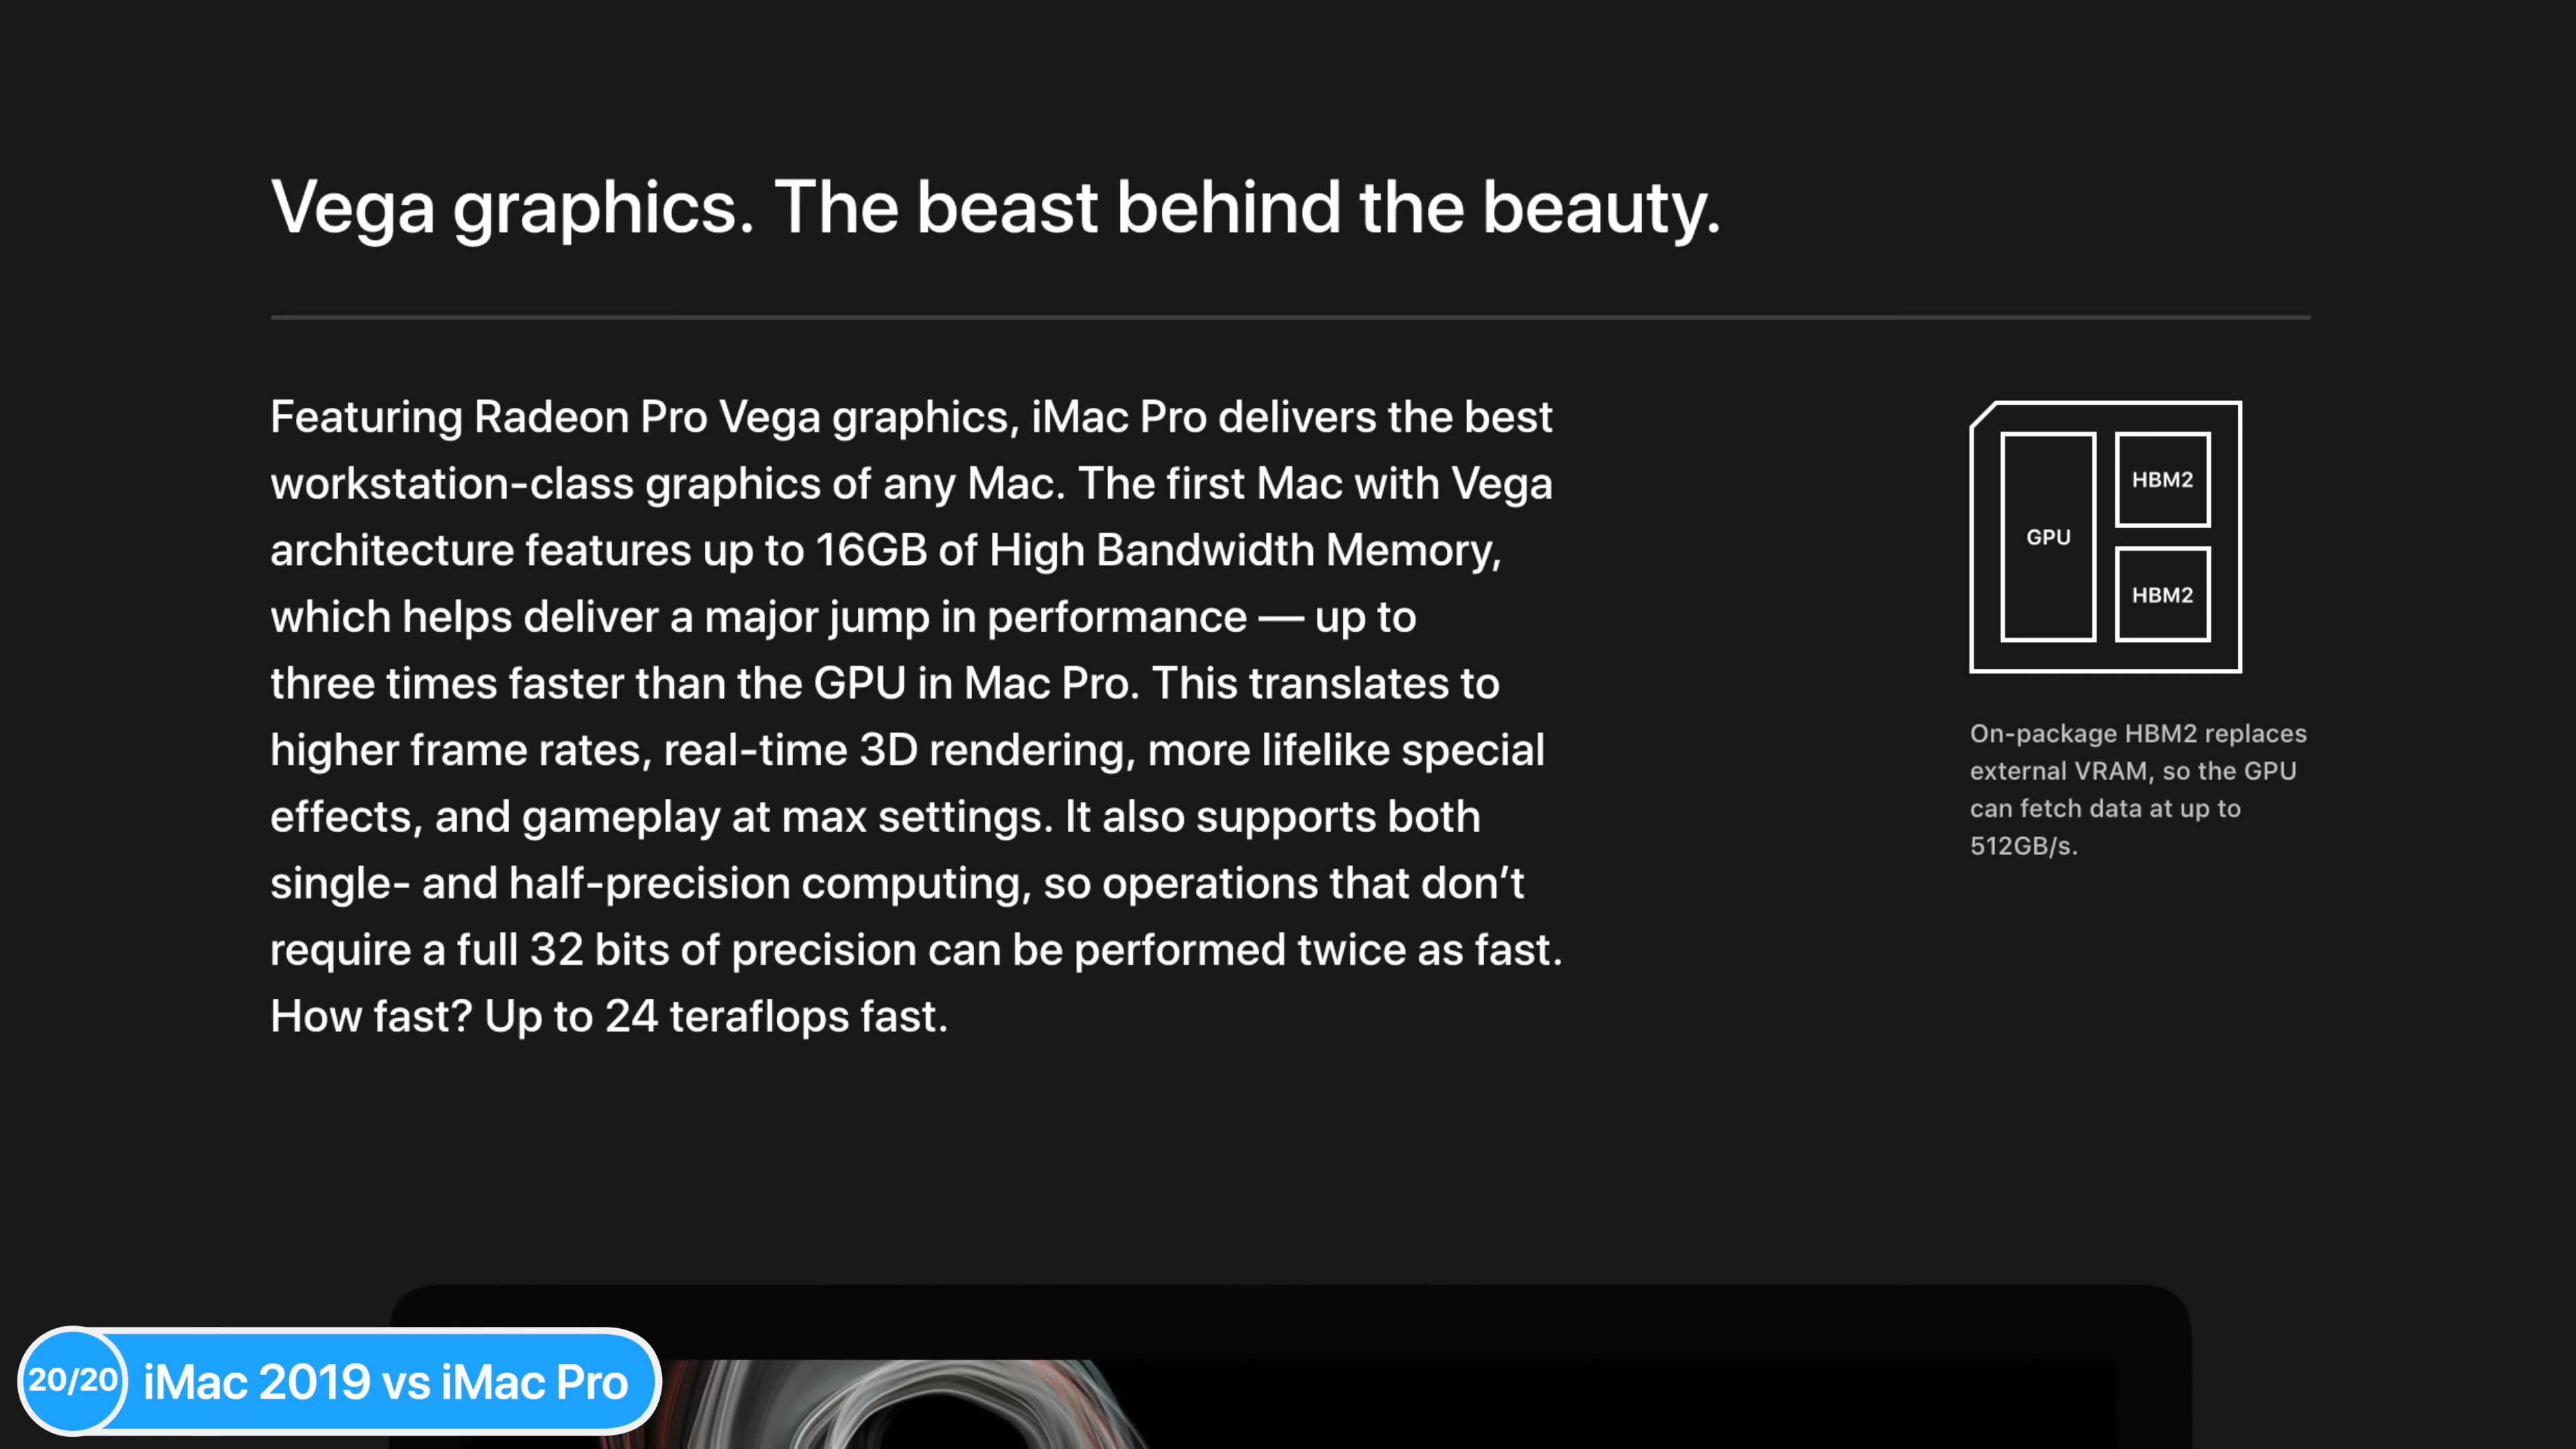 Vega graphics. The beast behind the beauty.
Featuring Radeon Pro Vega graphics, iMac Pro delivers the best
workstation-class graphics of any Mac. The first Mac with Vega
architecture features up to 16GB of High Bandwidth Memory,
which helps deliver a major jump in performance — up to
three times faster than the GPU in Mac Pro. This translates to
higher frame rates, real-time 3D rendering, more lifelike special
effects, and gameplay at max settings. It also supports both
single- and half-precision computing, so operations that don’t
require a full 32 bits of precision can be performed twice as fast.
How fast? Up to 24 teraflops fast.
GPU
HBM2
HBM2
On-package HBM2 replaces
external VRAM, so the GPU
can fetch data at up to
512GB/s.
20/20 iMac 2019 vs iMac Pro